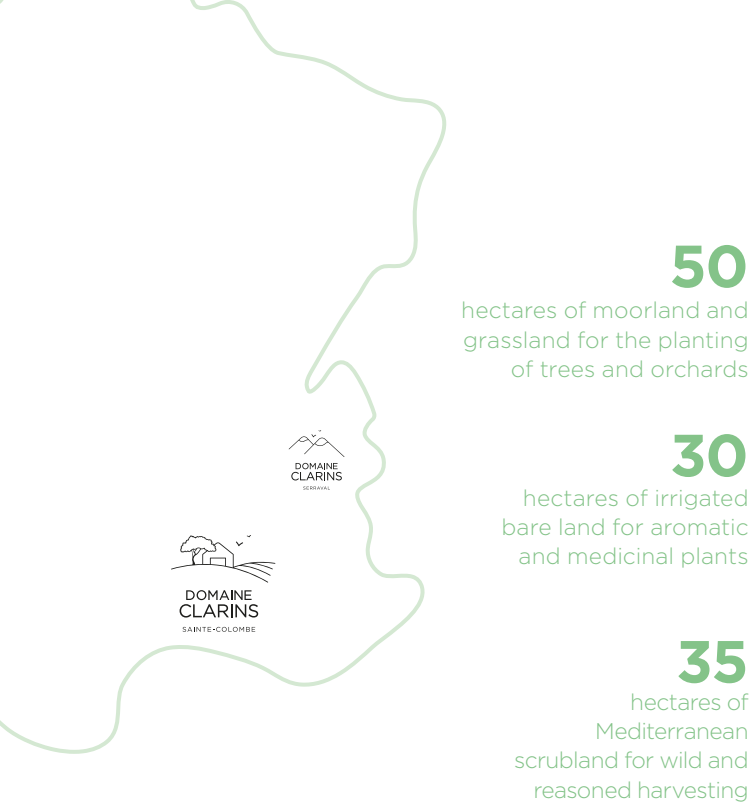 50
hectares of moorland and
grassland for the planting
of trees and orchards
30
hectares of irrigated
bare land for aromatic
and medicinal plants
35
hectares of
Mediterranean
scrubland for wild and
reasoned harvesting
DOMAINE
CLARINS
SERRAVAL
DOMAINE
CLARINS
SAINTE-COLOMBE